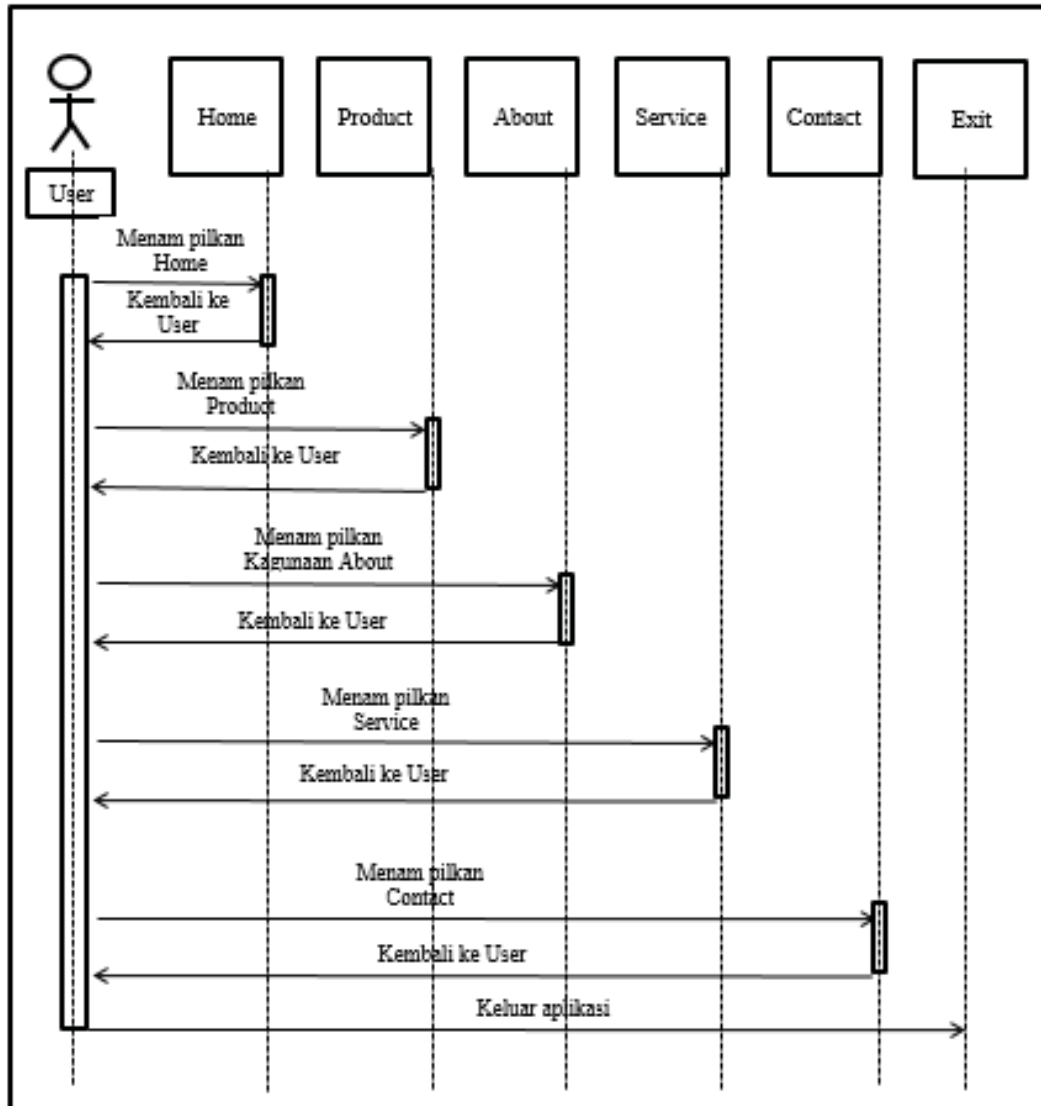 Home
Product
About
Service
Contact
Exit
User
Menam pilkan
Home
Kembali ke
User
Menam pilkan
Product
Kembali ke User
Menam pilkan
Kagunaan About
Kembali ke User
Menam pilkan
Service
Kembali ke User
Menam pilkan
Contact
Kembali ke User
Keluar aplikasi